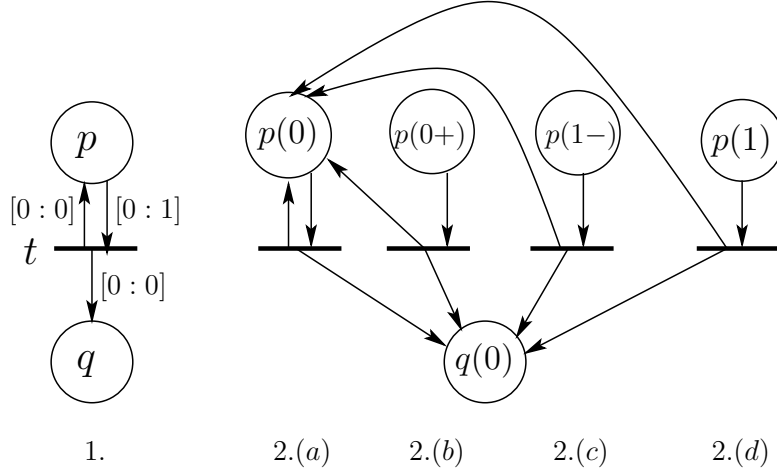 p
p(0)
p(0+)
p(1−)
p(1)
[0 : 0]
[0 : 1]
t
[0 : 0]
q
q(0)
1.
2.(a)
2.(b)
2.(c)
2.(d)